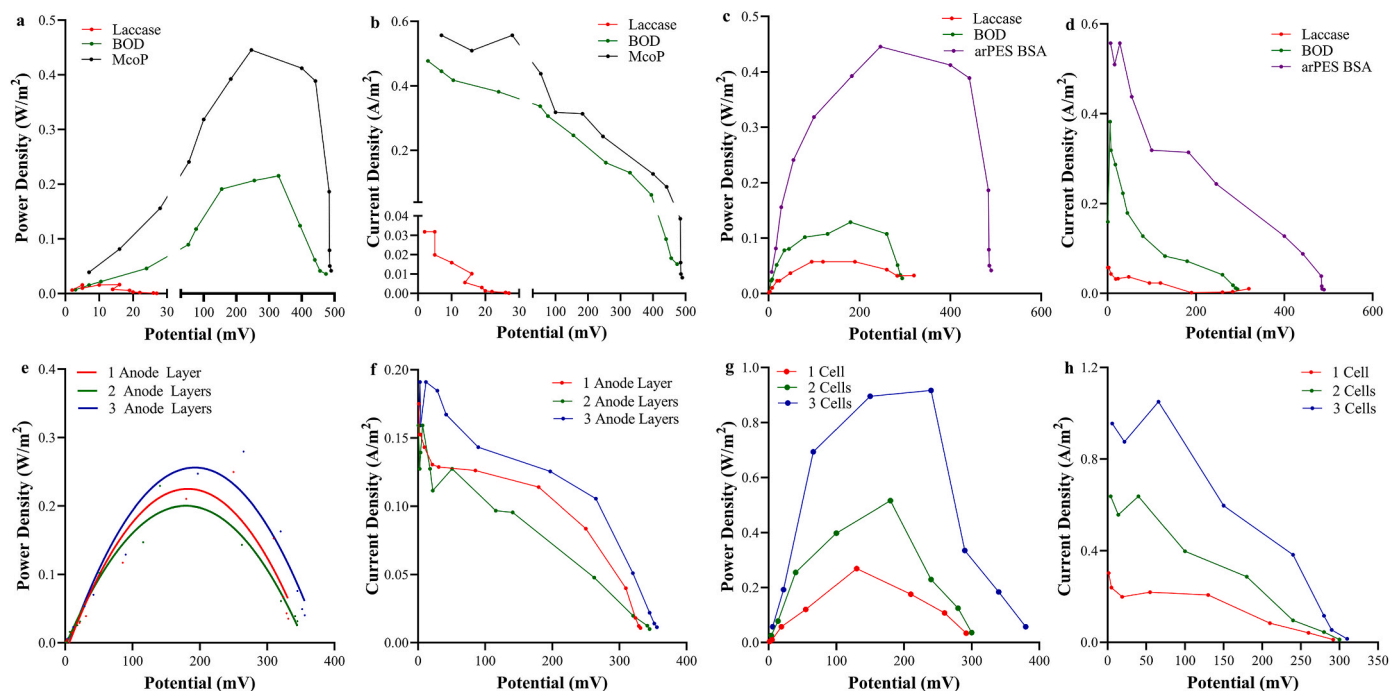 a
Power Density (W/m²)
0.5
0.4
0.3
0.2
0.1
0.0
Laccase
BOD
McoP
0 10 20 30 100 200 300 400 500
Potential (mV)
b
Current Density (A/m²)
0.6
0.4
0.2
0.04
0.03
0.02
0.01
0.00
Laccase
BOD
McoP
0 10 20 30 100 200 300 400 500
Potential (mV)
c
Power Density (W/m²)
0.5
0.4
0.3
0.2
0.1
0.0
Laccase
BOD
arPES BSA
0 200 400 600
Potential (mV)
d
Current Density (A/m²)
0.6
0.4
0.2
0.0
Laccase
BOD
arPES BSA
0 200 400 600
Potential (mV)
e
Power Density (W/m²)
0.4
0.3
0.2
0.1
0.0
1 Anode Layer
2 Anode Layers
3 Anode Layers
0 100 200 300 400
Potential (mV)
f
Current Density (A/m²)
0.20
0.15
0.10
0.05
0.00
1 Anode Layer
2 Anode Layers
3 Anode Layers
0 100 200 300 400
Potential (mV)
g
Power Density (W/m²)
1.0
0.8
0.6
0.4
0.2
0.0
1 Cell
2 Cells
3 Cells
0 100 200 300 400
Potential (mV)
h
Current Density (A/m²)
1.2
0.8
0.4
0.0
1 Cell
2 Cells
3 Cells
0 50 100 150 200 250 300 350
Potential (mV)